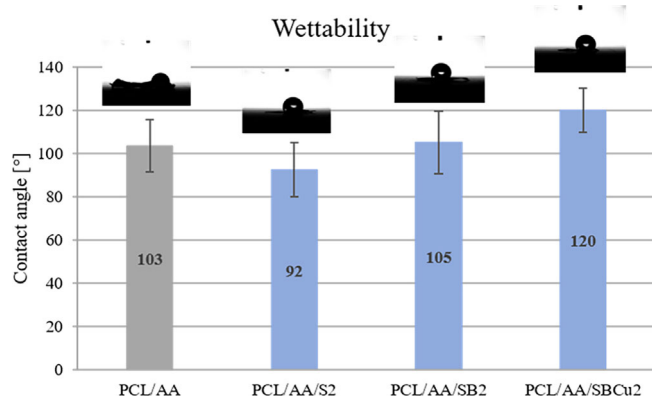 Wettability
Contact angle [°]
140
120
100
80
60
40
20
0
103
92
105
120
PCL/AA
PCL/AA/S2
PCL/AA/SB2
PCL/AA/SBCu2